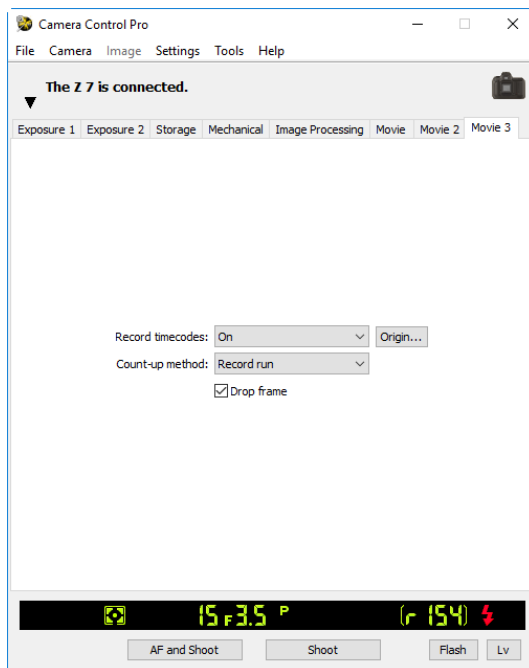 Camera Control Pro
File Camera Image Settings Tools Help
The Z 7 is connected.
Exposure 1 Exposure 2 Storage Mechanical Image Processing Movie Movie 2 Movie 3
Record timecodes: On Origin...
Count-up method: Record run
Drop frame
15 F3.5 P (r 154)
AF and Shoot Shoot Flash Lv